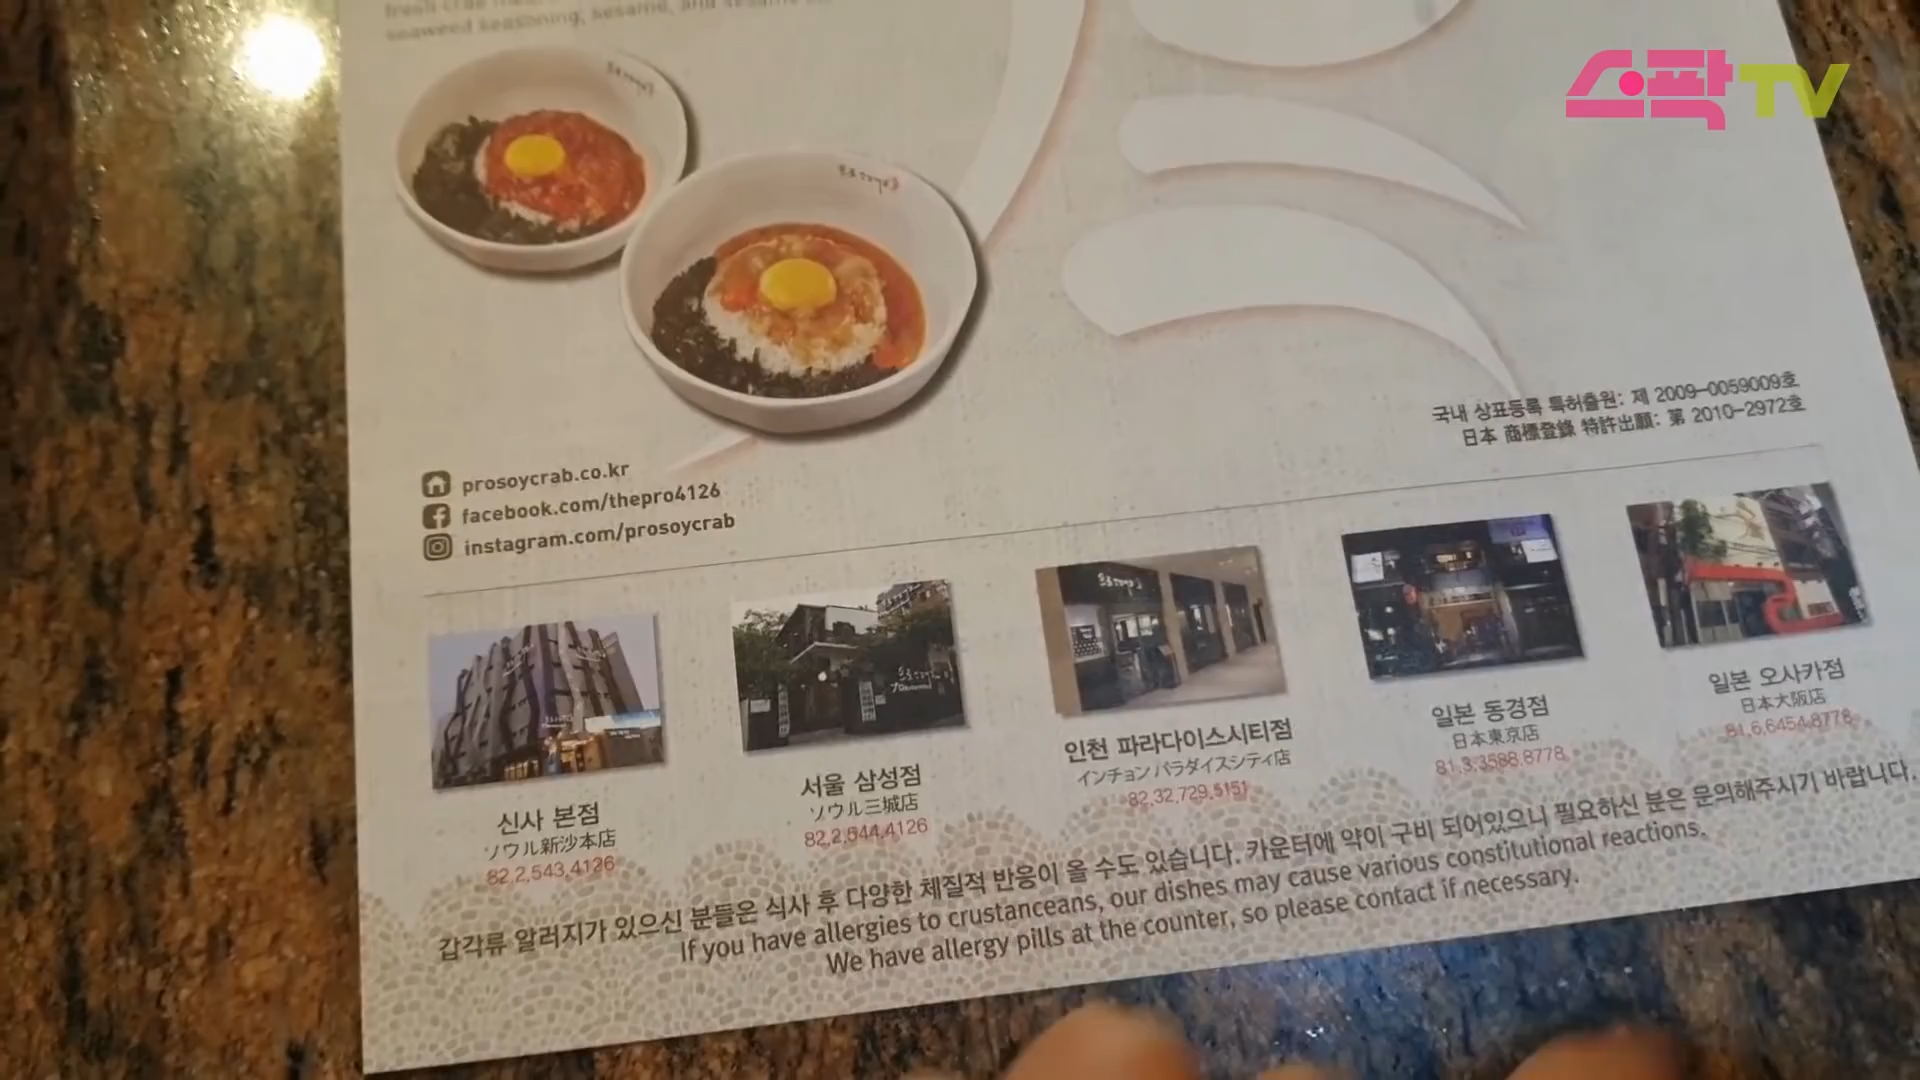 스팍TV
fresh crab
seaweed seasoning, sesame, and sesame
국내 상표등록 특허출원: 제 2009-0059009호
日本 商標登錄 特許出願: 第 2010-2972호
prosoycrab.co.kr
facebook.com/thepro4126
instagram.com/prosoycrab
신사 본점
ソウル新沙本店
82.2.543.4126
서울 삼성점
ソウル三城店
82.2.544.4126
인천 파라다이스시티점
インチョン パラダイスシティ店
82.32.729.5151
일본 동경점
日本東京店
81.3.3588.8778
일본 오사카점
日本大阪店
81.6.6454.8778
갑각류 알러지가 있으신 분들은 식사 후 다양한 체질적 반응이 올 수도 있습니다. 카운터에 약이 구비 되어있으니 필요하신 분은 문의해주시기 바랍니다.
If you have allergies to crustanceans, our dishes may cause various constitutional reactions.
We have allergy pills at the counter, so please contact if necessary.